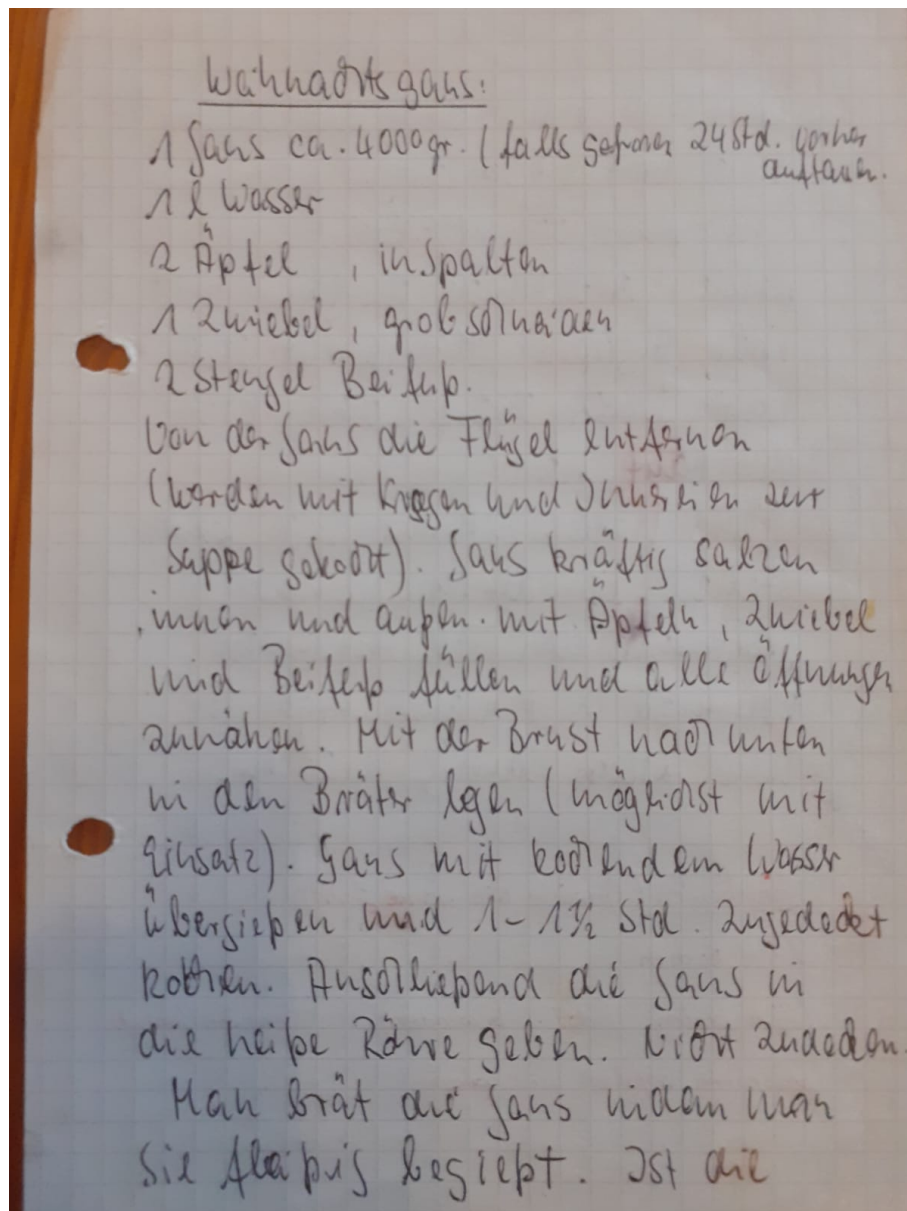 Weihnachtsgans:
1 Gans ca. 4000 gr. (falls gefroren 24 Std. vorher
auftauen.
1 l Wasser
2 Äpfel, in Spalten
1 Zwiebel, grob schneiden
2 Stengel Beifuß.
Von der Gans die Flügel entfernen
(werden mit Kragen und Innereien zur
Suppe gekocht). Gans kräftig salzen
innen und außen. mit Äpfeln, Zwiebel
und Beifuß füllen und alle Öffnungen
zunähen. Mit der Brust nach unten
in den Bräter legen (möglichst mit
Einsatz). Gans mit kochendem Wasser
übergießen und 1-1½ Std. zugedeckt
kochen. Anschließend die Gans in
die heiße Röhre geben. Nicht zudecken.
Man brät die Gans indem man
sie fleißig begießt. Ist die